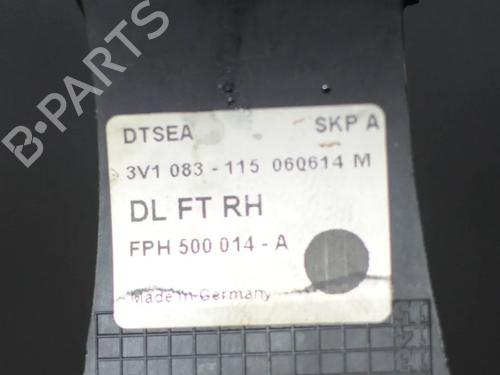 B-PARTS
DTSEA SKP A
3V1 083 - 115 060614 M
DL FT RH
FPH 500 014 - A
Made in Germany